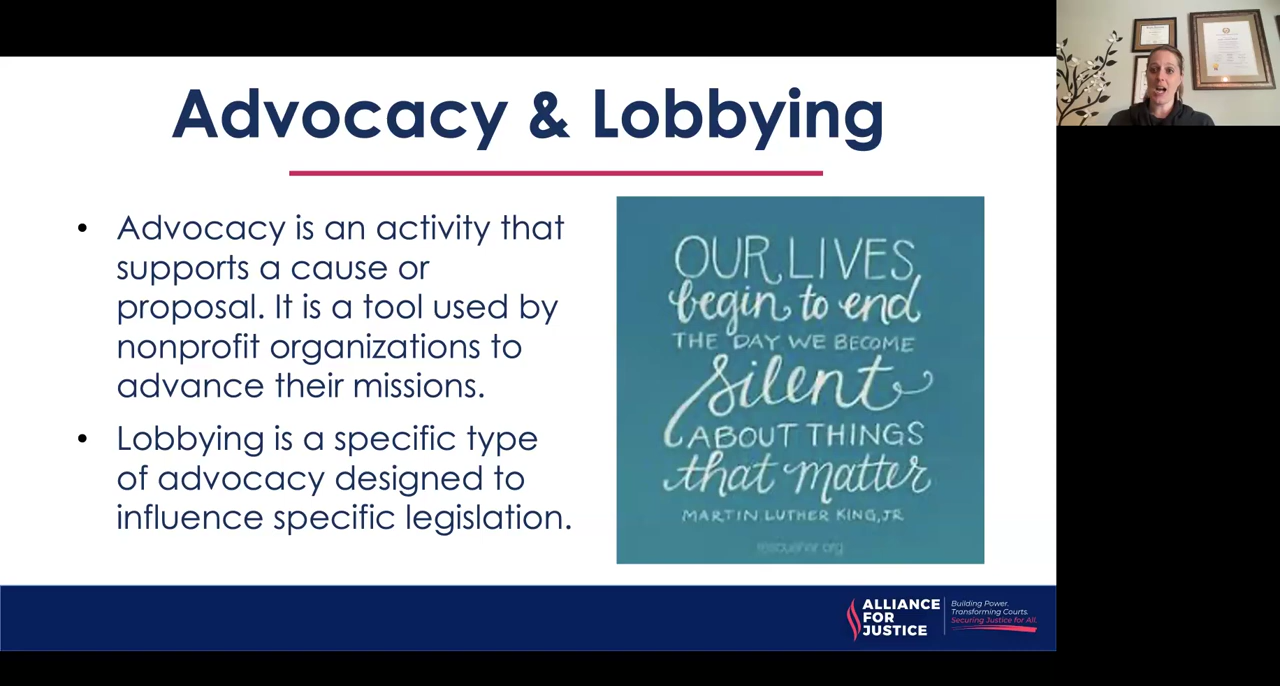 Advocacy & Lobbying
• Advocacy is an activity that
supports a cause or
proposal. It is a tool used by
nonprofit organizations to
advance their missions.
• Lobbying is a specific type
of advocacy designed to
influence specific legislation.
OUR LIVES
begin to end
THE DAY WE BECOME
silent
ABOUT THINGS
that matter
MARTIN LUTHER KING, JR
ALLIANCE
FOR
JUSTICE
Building Power.
Transforming Courts.
Securing Justice for All.